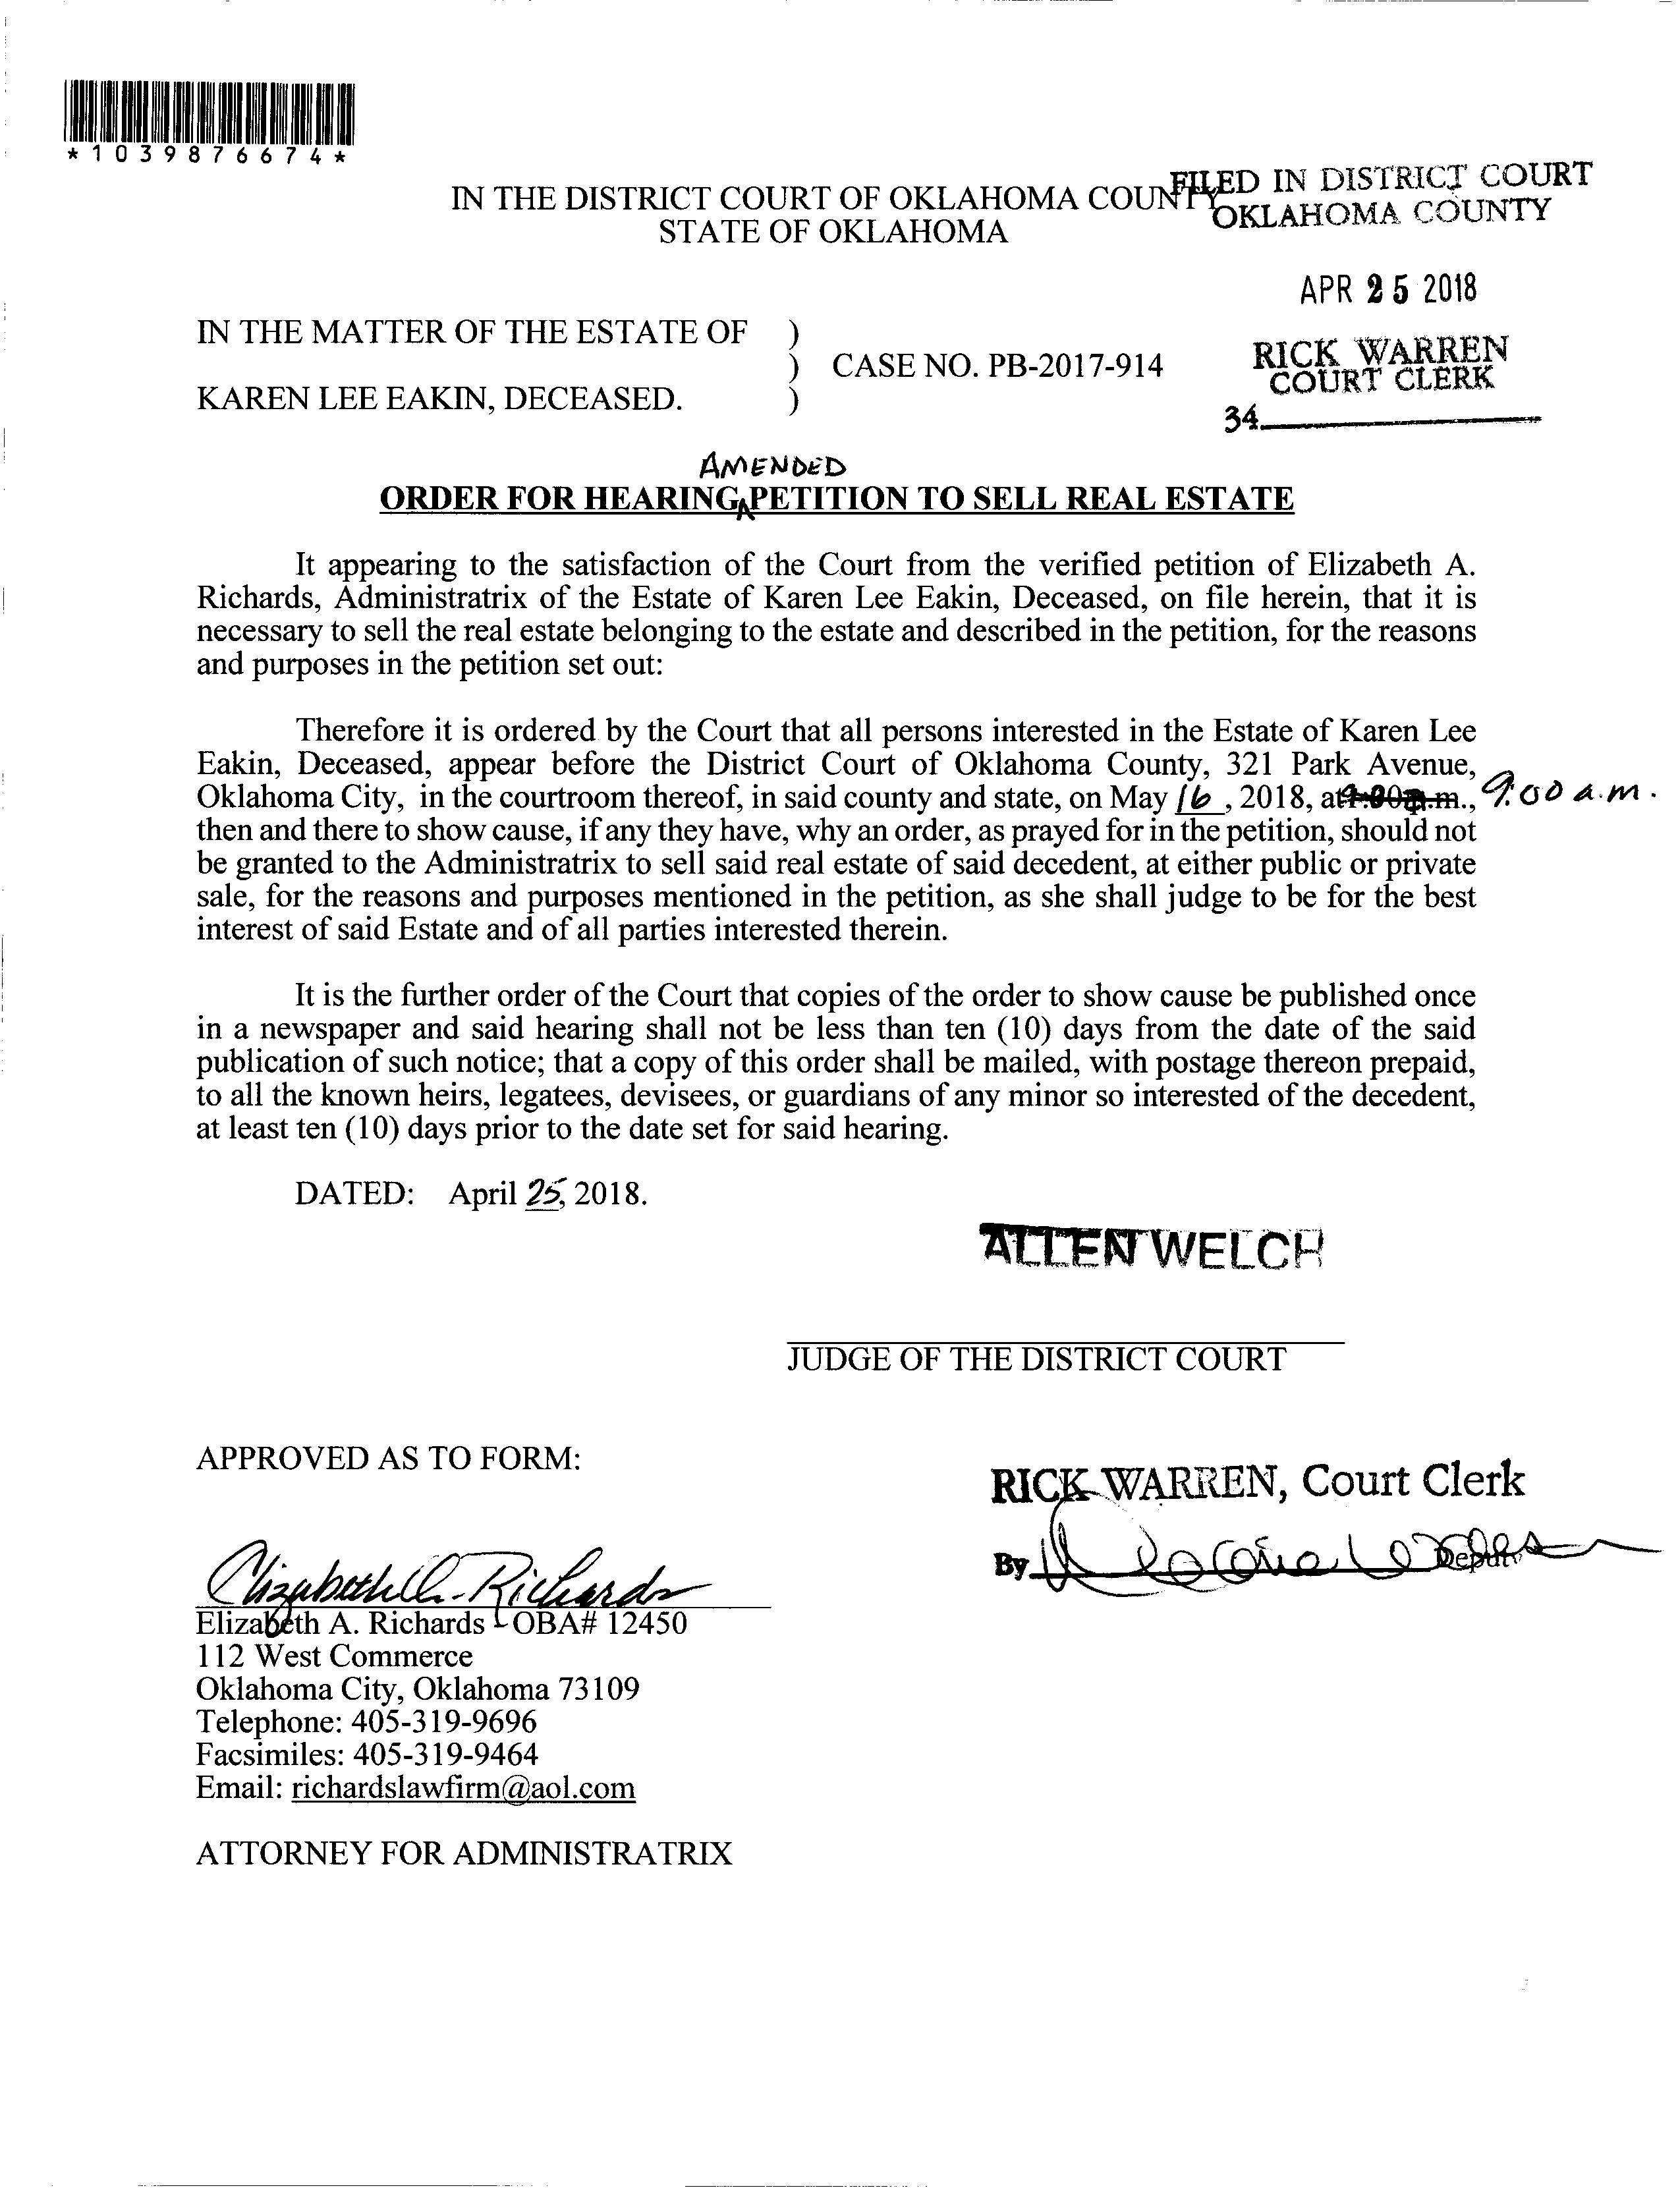 *1039876674*
FILED IN DISTRICT COURT
OKLAHOMA COUNTY
IN THE DISTRICT COURT OF OKLAHOMA COUNTY
STATE OF OKLAHOMA
APR 25 2018
IN THE MATTER OF THE ESTATE OF )
) CASE NO. PB-2017-914
KAREN LEE EAKIN, DECEASED. )
RICK WARREN
COURT CLERK
34
AMENDED
ORDER FOR HEARING PETITION TO SELL REAL ESTATE
It appearing to the satisfaction of the Court from the verified petition of Elizabeth A.
Richards, Administratrix of the Estate of Karen Lee Eakin, Deceased, on file herein, that it is
necessary to sell the real estate belonging to the estate and described in the petition, for the reasons
and purposes in the petition set out:
Therefore it is ordered by the Court that all persons interested in the Estate of Karen Lee
Eakin, Deceased, appear before the District Court of Oklahoma County, 321 Park Avenue,
Oklahoma City, in the courtroom thereof, in said county and state, on May 16, 2018, at .m., 9:00 a.m.
then and there to show cause, if any they have, why an order, as prayed for in the petition, should not
be granted to the Administratrix to sell said real estate of said decedent, at either public or private
sale, for the reasons and purposes mentioned in the petition, as she shall judge to be for the best
interest of said Estate and of all parties interested therein.
It is the further order of the Court that copies of the order to show cause be published once
in a newspaper and said hearing shall not be less than ten (10) days from the date of the said
publication of such notice; that a copy of this order shall be mailed, with postage thereon prepaid,
to all the known heirs, legatees, devisees, or guardians of any minor so interested of the decedent,
at least ten (10) days prior to the date set for said hearing.
DATED: April 25, 2018.
ALLEN WELCH
JUDGE OF THE DISTRICT COURT
APPROVED AS TO FORM:
RICK WARREN, Court Clerk
By Deputy
Elizabeth A. Richards
Elizabeth A. Richards - OBA# 12450
112 West Commerce
Oklahoma City, Oklahoma 73109
Telephone: 405-319-9696
Facsimiles: 405-319-9464
Email: richardslawfirm@aol.com
ATTORNEY FOR ADMINISTRATRIX